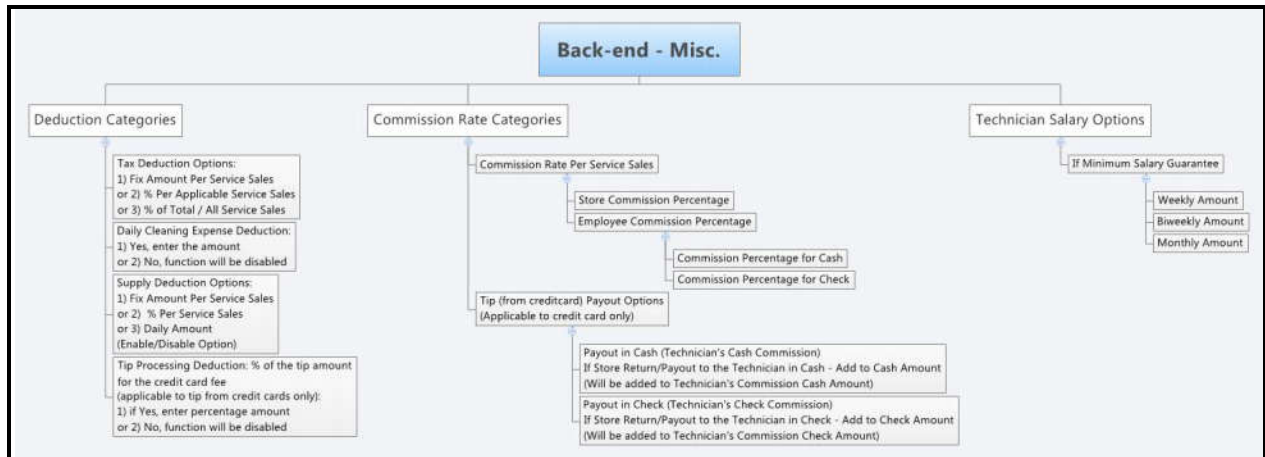 Back-end - Misc.
Deduction Categories
Tax Deduction Options:
1) Fix Amount Per Service Sales
or 2) % Per Applicable Service Sales
or 3) % of Total / All Service Sales
Daily Cleaning Expense Deduction:
1) Yes, enter the amount
or 2) No, function will be disabled
Supply Deduction Options:
1) Fix Amount Per Service Sales
or 2) % Per Service Sales
or 3) Daily Amount
(Enable/Disable Option)
Tip Processing Deduction: % of the tip amount
for the credit card fee
(applicable to tip from credit cards only):
1) if Yes, enter percentage amount
or 2) No, function will be disabled
Commission Rate Categories
Commission Rate Per Service Sales
Store Commission Percentage
Employee Commission Percentage
Commission Percentage for Cash
Commission Percentage for Check
Tip (from creditcard) Payout Options
(Applicable to credit card only)
Payout in Cash (Technician's Cash Commission)
If Store Return/Payout to the Technician in Cash - Add to Cash Amount
(Will be added to Technician's Commission Cash Amount)
Payout in Check (Technician's Check Commission)
If Store Return/Payout to the Technician in Check - Add to Check Amount
(Will be added to Technician's Commission Check Amount)
Technician Salary Options
If Minimum Salary Guarantee
Weekly Amount
Biweekly Amount
Monthly Amount